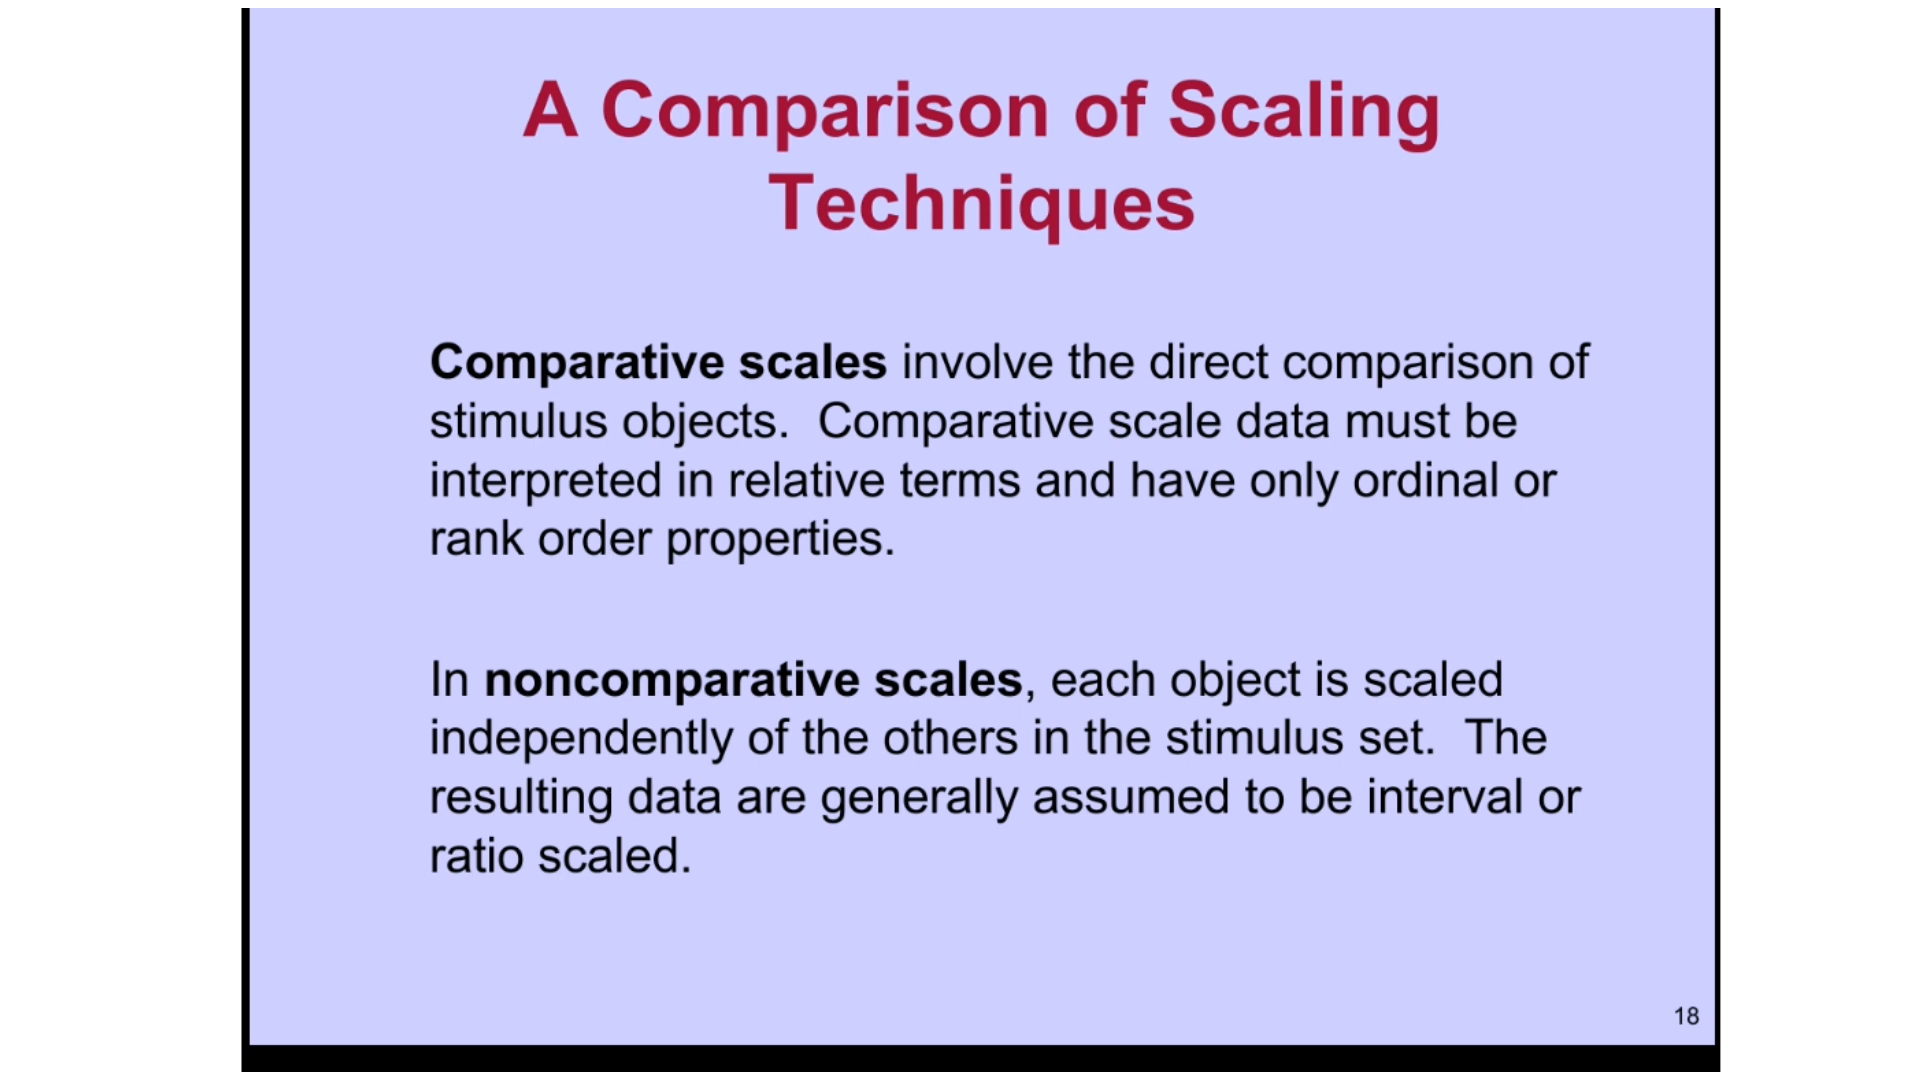 A Comparison of Scaling
Techniques
Comparative scales involve the direct comparison of
stimulus objects.  Comparative scale data must be
interpreted in relative terms and have only ordinal or
rank order properties.
In noncomparative scales, each object is scaled
independently of the others in the stimulus set.  The
resulting data are generally assumed to be interval or
ratio scaled.
18